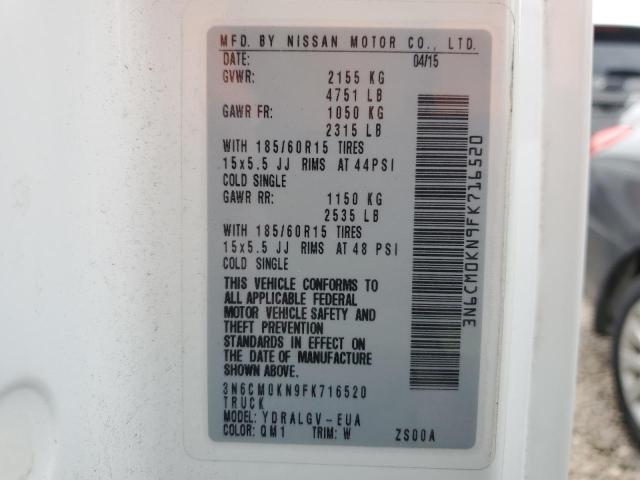 MFD. BY NISSAN MOTOR CO., LTD.
DATE: 04/15
GVWR: 2155 KG
4751 LB
GAWR FR: 1050 KG
2315 LB
WITH 185/60R15 TIRES
15x5.5 JJ RIMS AT 44PSI
COLD SINGLE
GAWR RR: 1150 KG
2535 LB
WITH 185/60R15 TIRES
15x5.5 JJ RIMS AT 48 PSI
COLD SINGLE
THIS VEHICLE CONFORMS TO
ALL APPLICABLE FEDERAL
MOTOR VEHICLE SAFETY AND
THEFT PREVENTION
STANDARDS IN EFFECT ON
THE DATE OF MANUFACTURE
SHOWN ABOVE.
3N6CM0KN9FK716520
TRUCK
MODEL: YDRALGV-EUA
COLOR: QM1 TRIM: W ZS00A
3N6CM0KN9FK716520